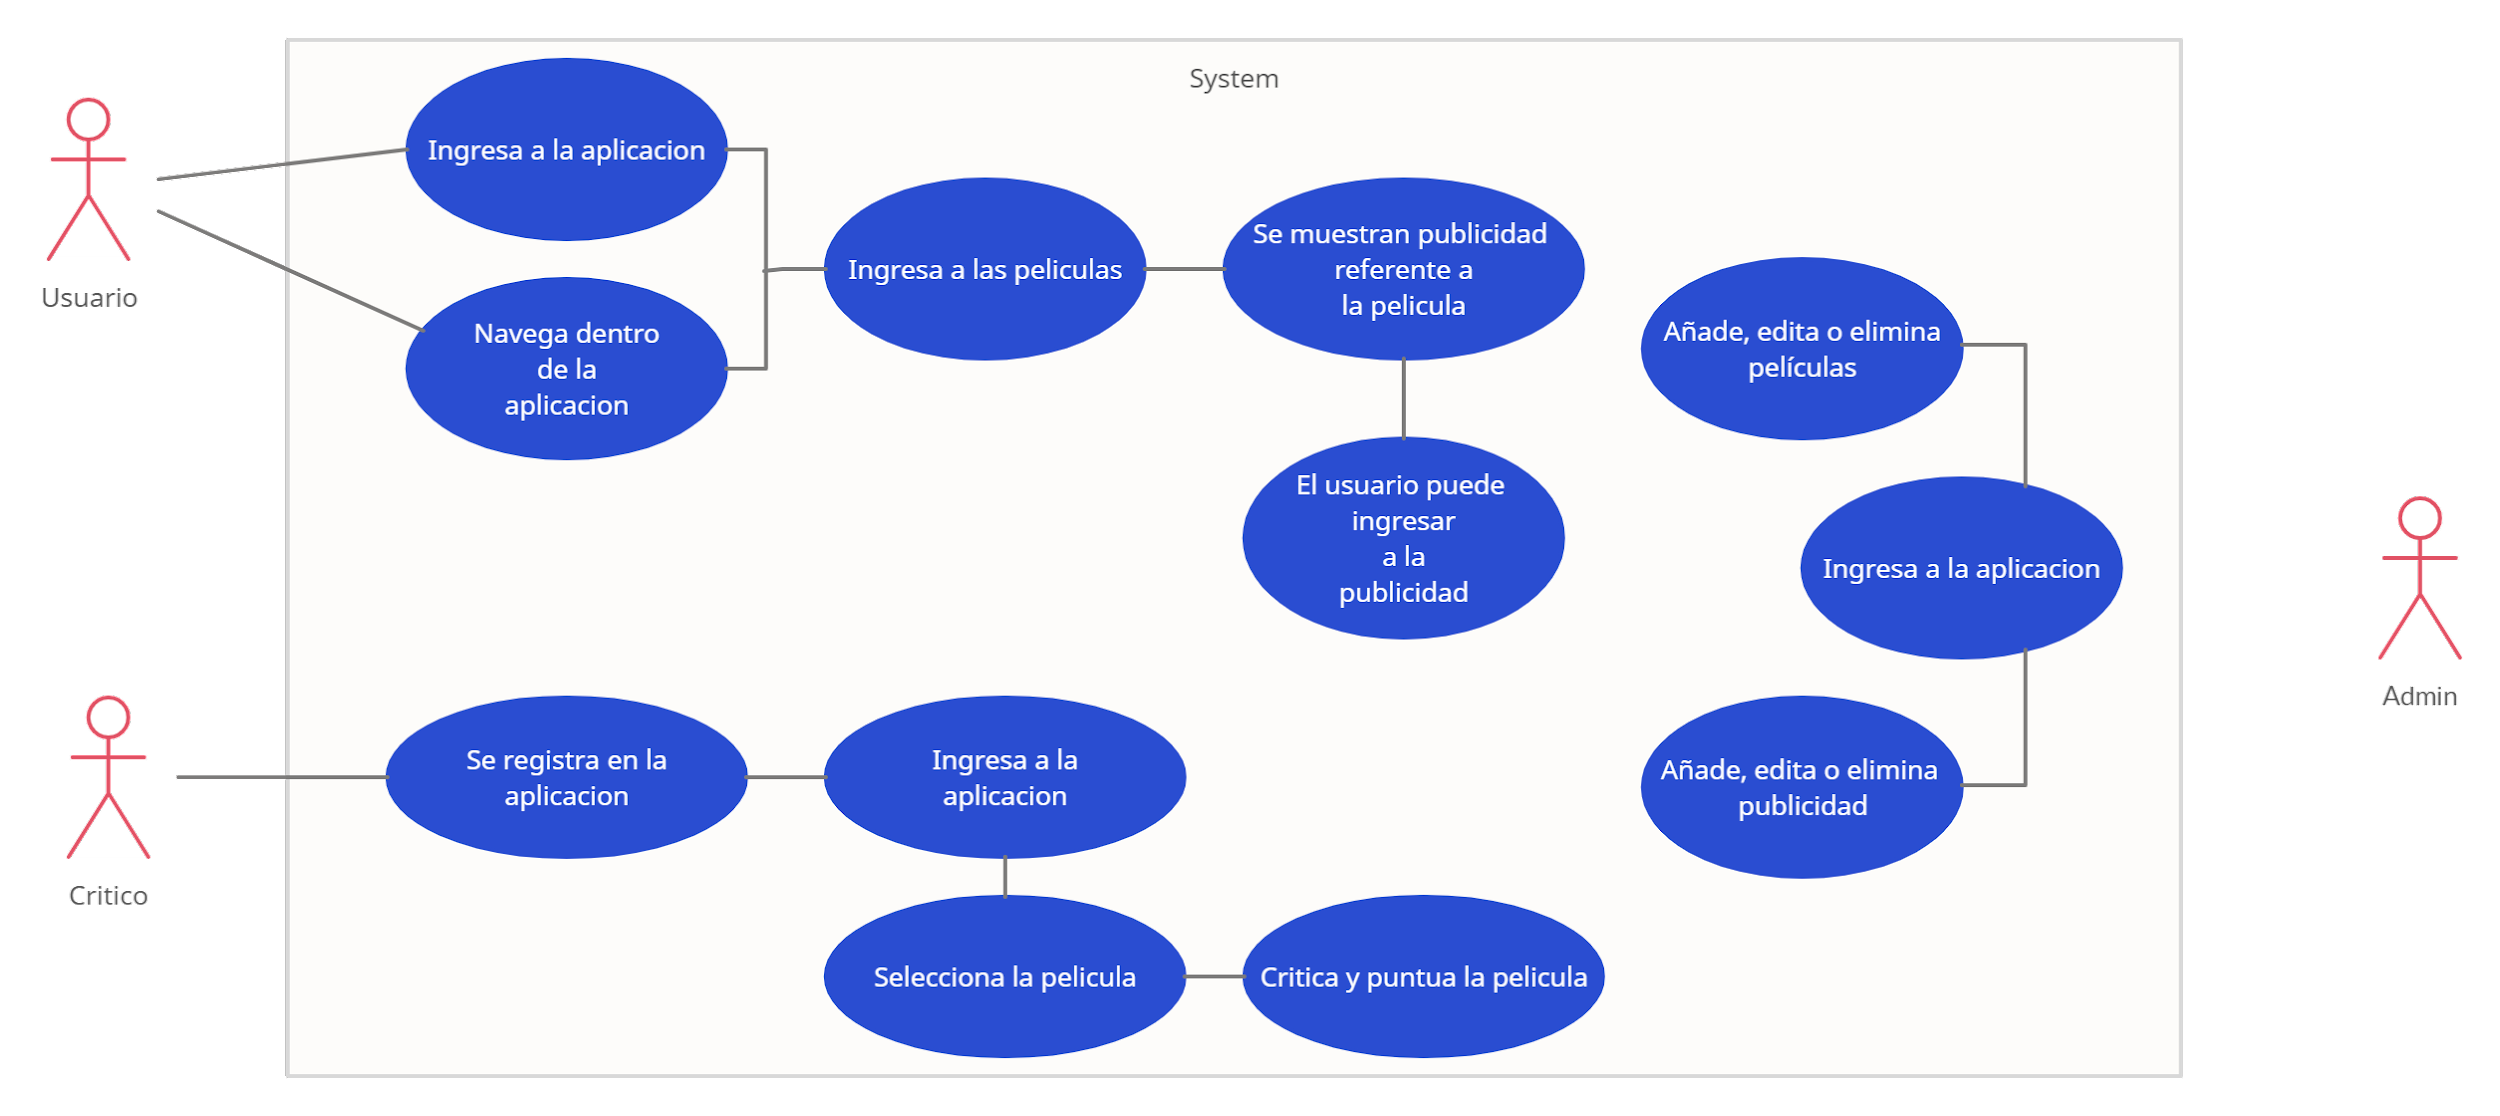 System
Ingresa a la aplicacion
Usuario
Navega dentro
de la
aplicacion
Ingresa a las peliculas
Se muestran publicidad
referente a
la pelicula
El usuario puede
ingresar
a la
publicidad
Añade, edita o elimina
películas
Ingresa a la aplicacion
Añade, edita o elimina
publicidad
Admin
Critico
Se registra en la
aplicacion
Ingresa a la
aplicacion
Selecciona la pelicula
Critica y puntua la pelicula